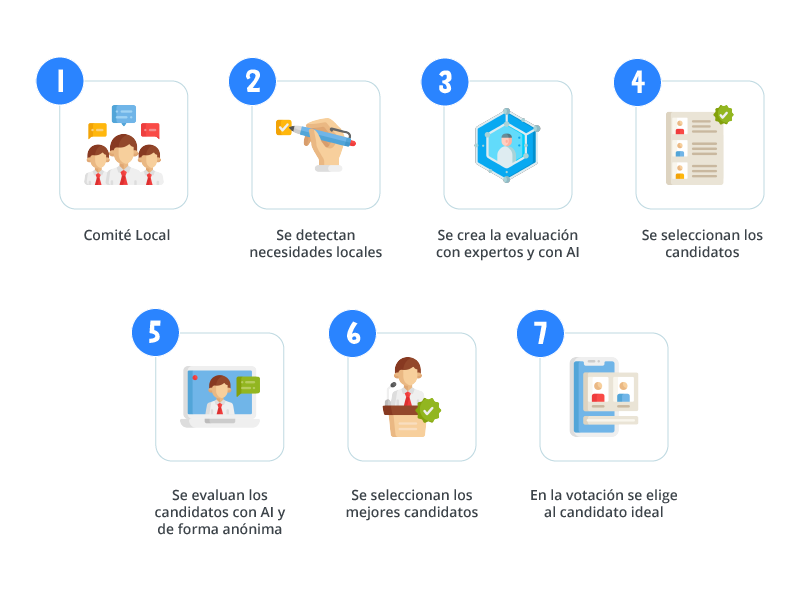 1
Comité Local
2
Se detectan
necesidades locales
3
Se crea la evaluación
con expertos y con AI
4
Se seleccionan los
candidatos
5
Se evaluan los
candidatos con AI y
de forma anónima
6
Se seleccionan los
mejores candidatos
7
En la votación se elige
al candidato ideal